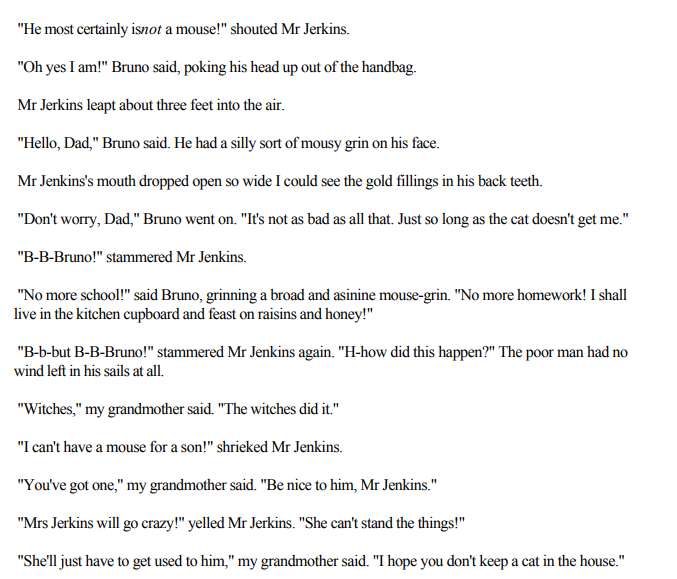 "He most certainly isnot a mouse!" shouted Mr Jerkins.
"Oh yes I am!" Bruno said, poking his head up out of the handbag.
Mr Jerkins leapt about three feet into the air.
"Hello, Dad," Bruno said. He had a silly sort of mousy grin on his face.
Mr Jenkins's mouth dropped open so wide I could see the gold fillings in his back teeth.
"Don't worry, Dad," Bruno went on. "It's not as bad as all that. Just so long as the cat doesn't get me."
"B-B-Bruno!" stammered Mr Jenkins.
"No more school!" said Bruno, grinning a broad and asinine mouse-grin. "No more homework! I shall
live in the kitchen cupboard and feast on raisins and honey!"
"B-b-but B-B-Bruno!" stammered Mr Jenkins again. "H-how did this happen?" The poor man had no
wind left in his sails at all.
"Witches," my grandmother said. "The witches did it."
"I can't have a mouse for a son!" shrieked Mr Jenkins.
"You've got one," my grandmother said. "Be nice to him, Mr Jenkins."
"Mrs Jerkins will go crazy!" yelled Mr Jerkins. "She can't stand the things!"
"She'll just have to get used to him," my grandmother said. "I hope you don't keep a cat in the house."